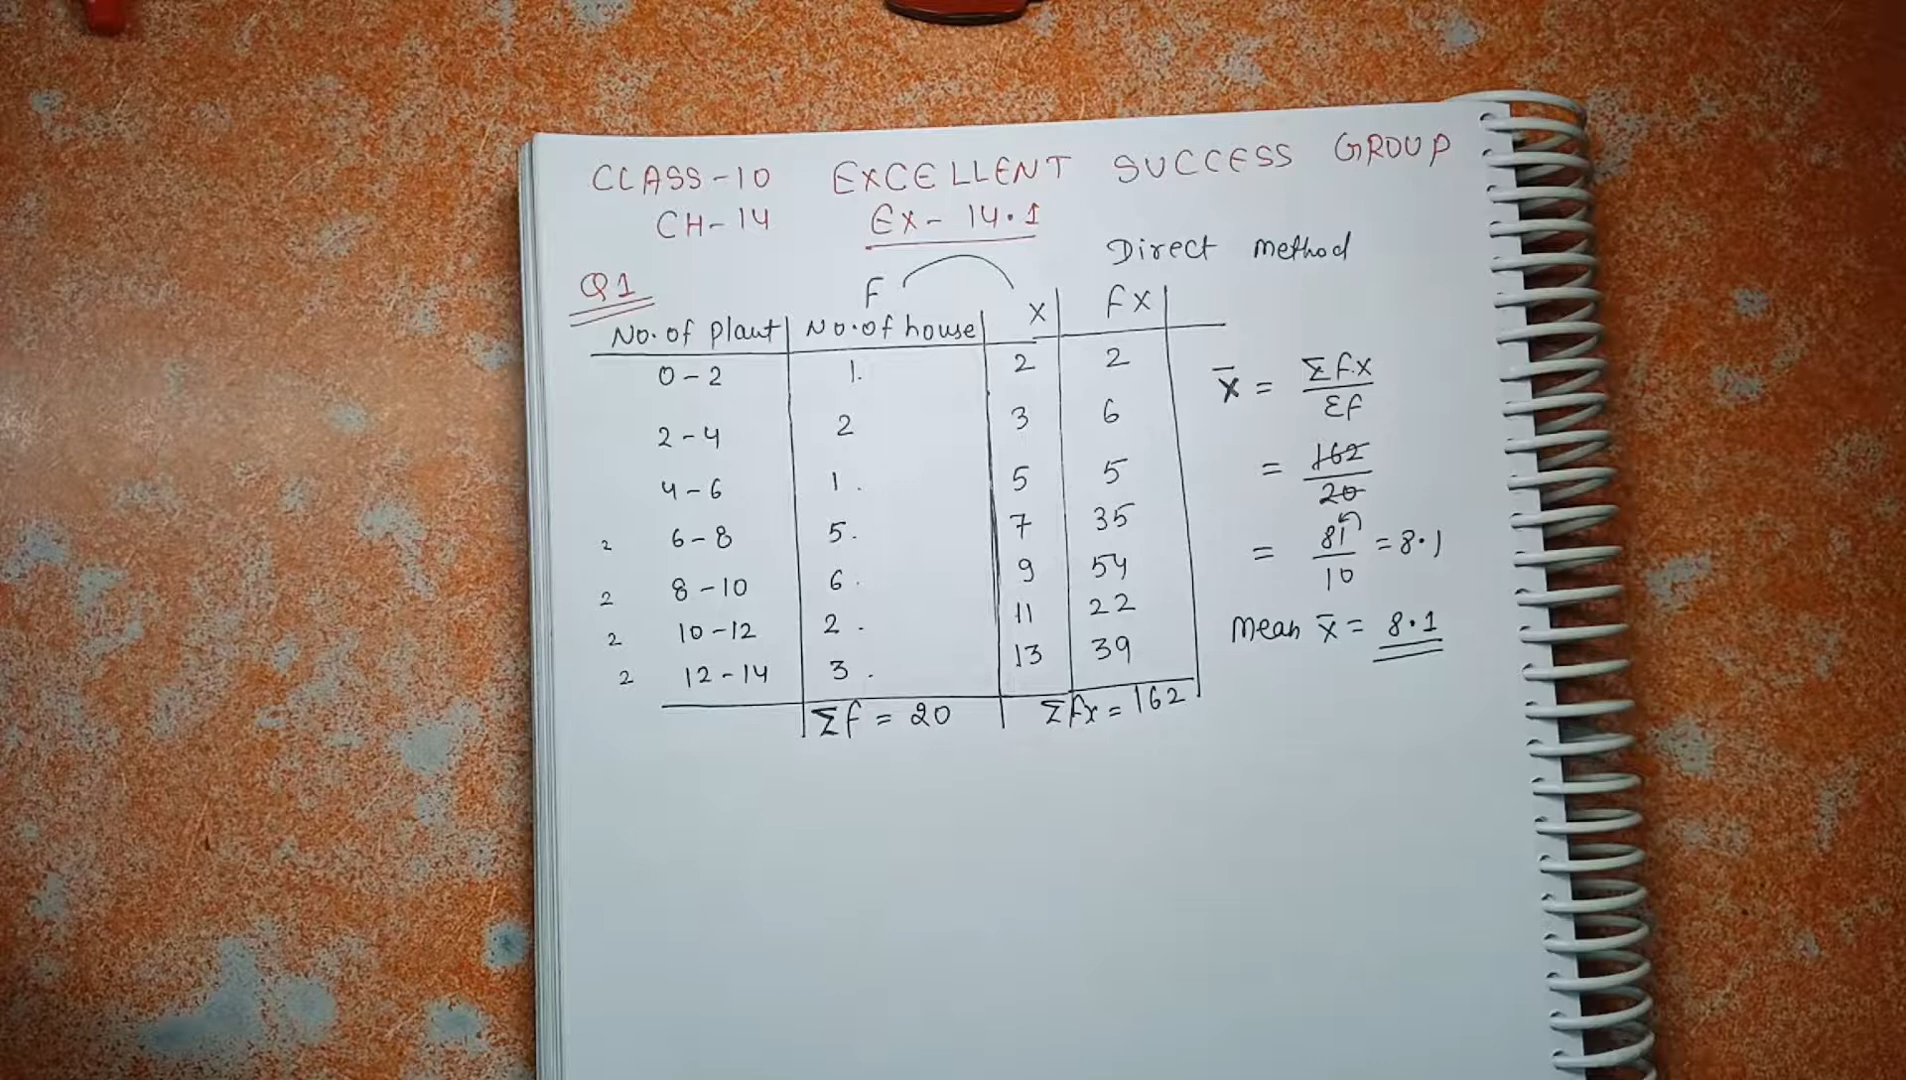 CLASS-10 EXCELLENT SUCCESS GROUP
CH-14 EX- 14.1
Direct method
Q1
F
No. of plant No. of house X FX
0-2 1. 2 2
2-4 2 3 6
4-6 1. 5 5
2 6-8 5. 7 35
2 8-10 6. 9 54
2 10-12 2. 11 22
2 12-14 3. 13 39
Σf = 20 Σfx = 162
x̄ = Σf.x / Σf
= 162 / 20
= 81 / 10 = 8.1
Mean x̄ = 8.1